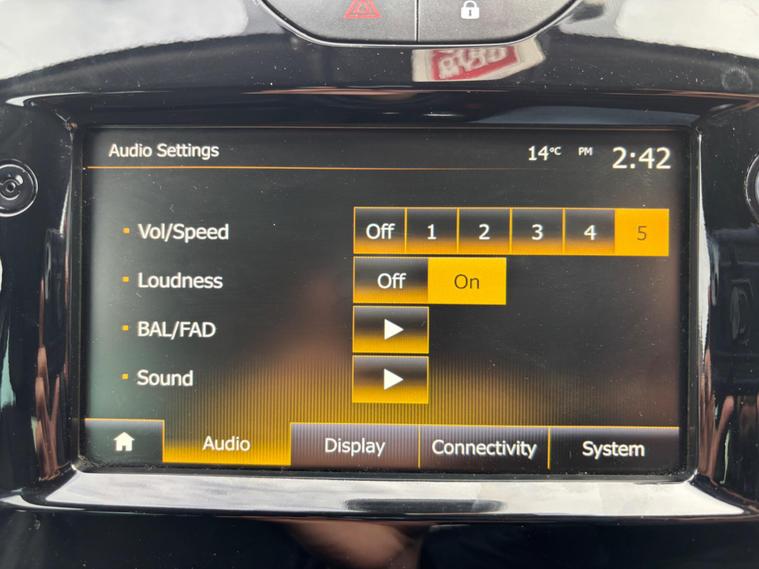 Audio Settings 14°C PM 2:42
Vol/Speed Off 1 2 3 4 5
Loudness Off On
BAL/FAD
Sound
Audio Display Connectivity System